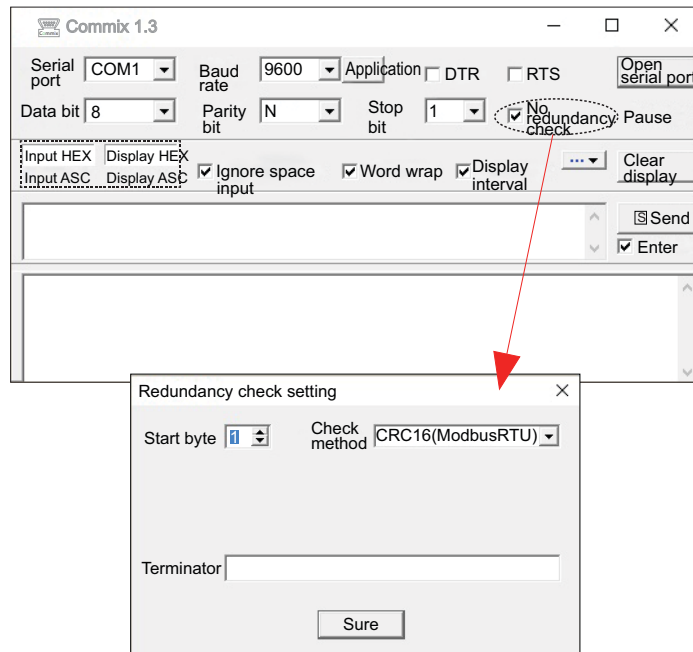 Commix 1.3
Serial port COM1 Baud rate 9600 Application DTR RTS Open serial port
Data bit 8 Parity bit N Stop bit 1 No redundancy check Pause
Input HEX Display HEX
Input ASC Display ASC
Ignore space input Word wrap Display interval ... Clear display
S Send
Enter
Redundancy check setting
Start byte 1 Check method CRC16(ModbusRTU)
Terminator
Sure